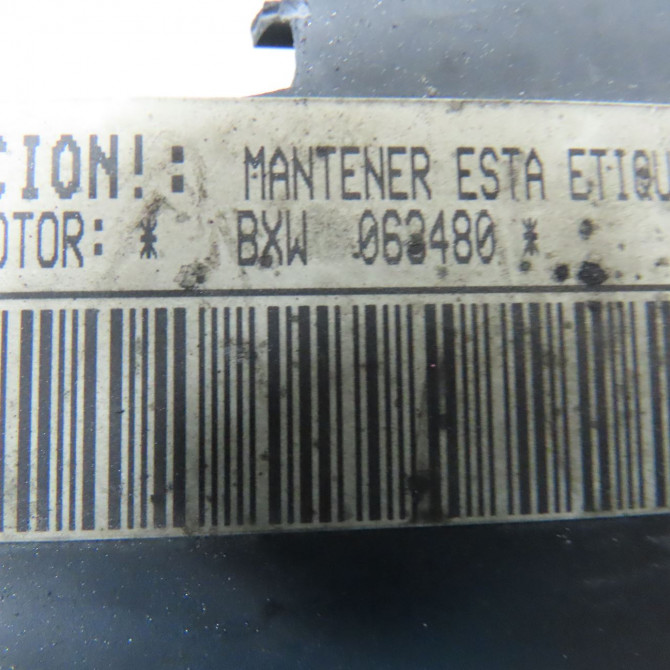 CION!: MANTENER ESTA ETIQU
OTOR: * BXW 063480 *